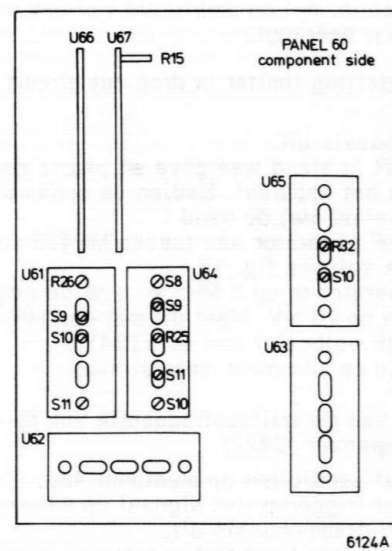 U66 U67
R15
PANEL 60
component side
U65
R32
S10
U61
U64
R26
S8
S9
S9
S10
R25
S11
S11
S10
U63
U62
6124A